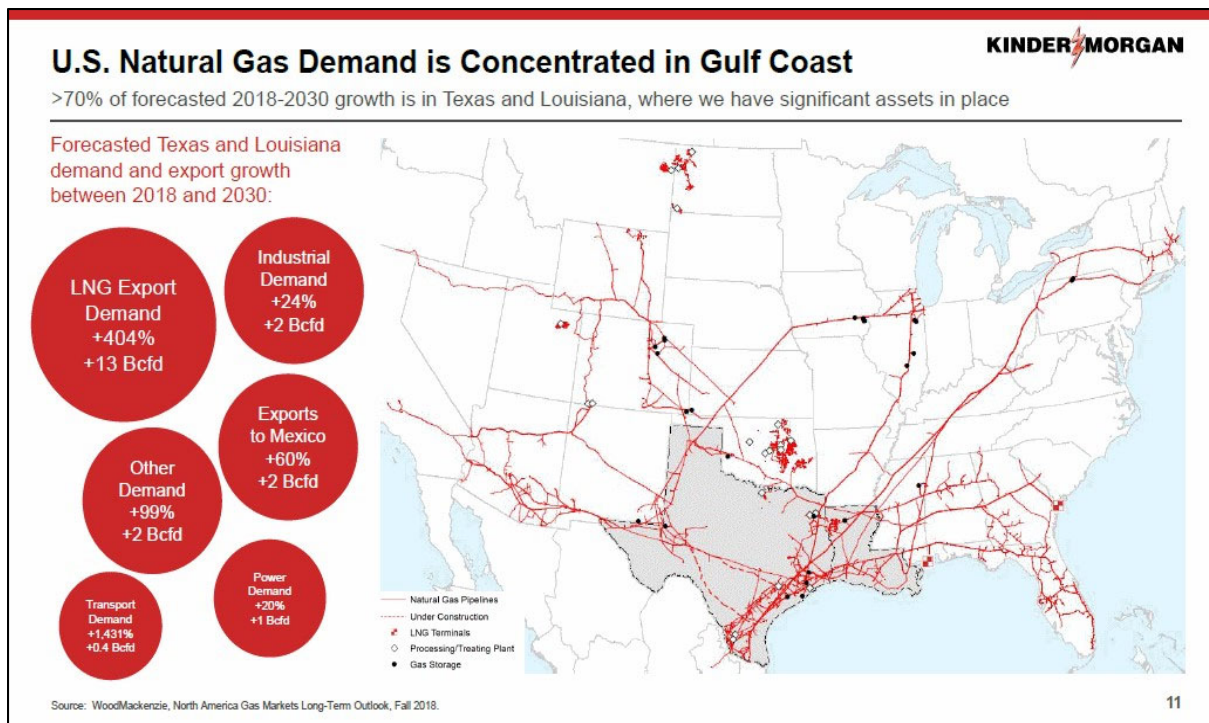 U.S. Natural Gas Demand is Concentrated in Gulf Coast
KINDER MORGAN
>70% of forecasted 2018-2030 growth is in Texas and Louisiana, where we have significant assets in place
Forecasted Texas and Louisiana
demand and export growth
between 2018 and 2030:
LNG Export
Demand
+404%
+13 Bcfd
Industrial
Demand
+24%
+2 Bcfd
Exports
to Mexico
+60%
+2 Bcfd
Other
Demand
+99%
+2 Bcfd
Power
Demand
+20%
+1 Bcfd
Transport
Demand
+1,431%
+0.4 Bcfd
Natural Gas Pipelines
Under Construction
LNG Terminals
Processing/Treating Plant
Gas Storage
Source: WoodMackenzie, North America Gas Markets Long-Term Outlook, Fall 2018.
11